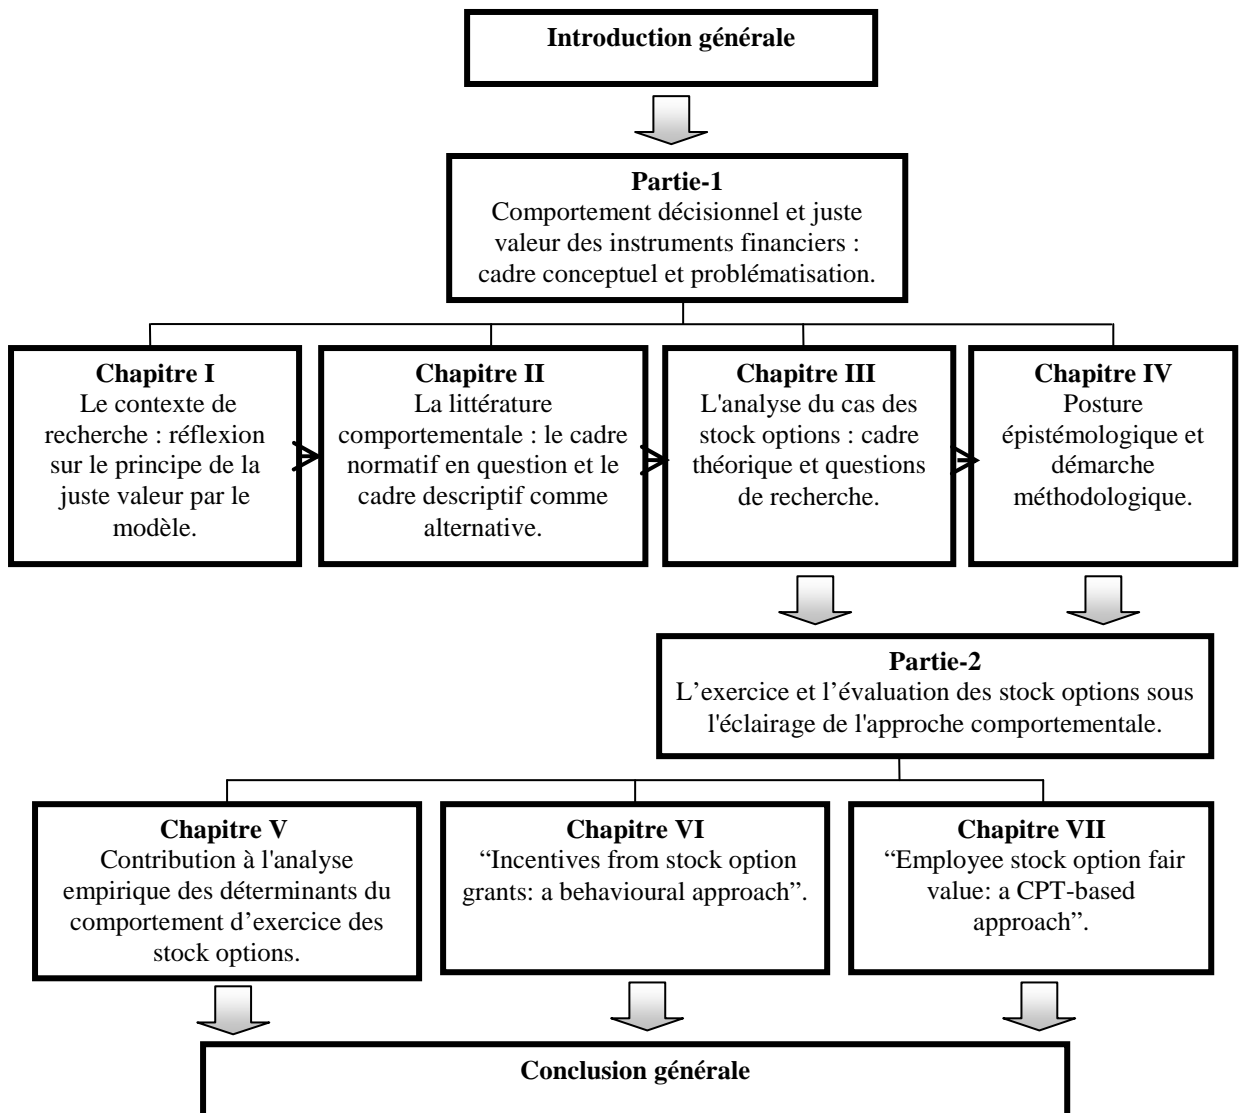 Introduction générale
Partie-1
Comportement décisionnel et juste
valeur des instruments financiers :
cadre conceptuel et problématisation.
Chapitre I
Le contexte de
recherche : réflexion
sur le principe de la
juste valeur par le
modèle.
Chapitre II
La littérature
comportementale : le cadre
normatif en question et le
cadre descriptif comme
alternative.
Chapitre III
L'analyse du cas des
stock options : cadre
théorique et questions
de recherche.
Chapitre IV
Posture
épistémologique et
démarche
méthodologique.
Partie-2
L’exercice et l’évaluation des stock options sous
l'éclairage de l'approche comportementale.
Chapitre V
Contribution à l'analyse
empirique des déterminants du
comportement d’exercice des
stock options.
Chapitre VI
“Incentives from stock option
grants: a behavioural approach”.
Chapitre VII
“Employee stock option fair
value: a CPT-based
approach”.
Conclusion générale